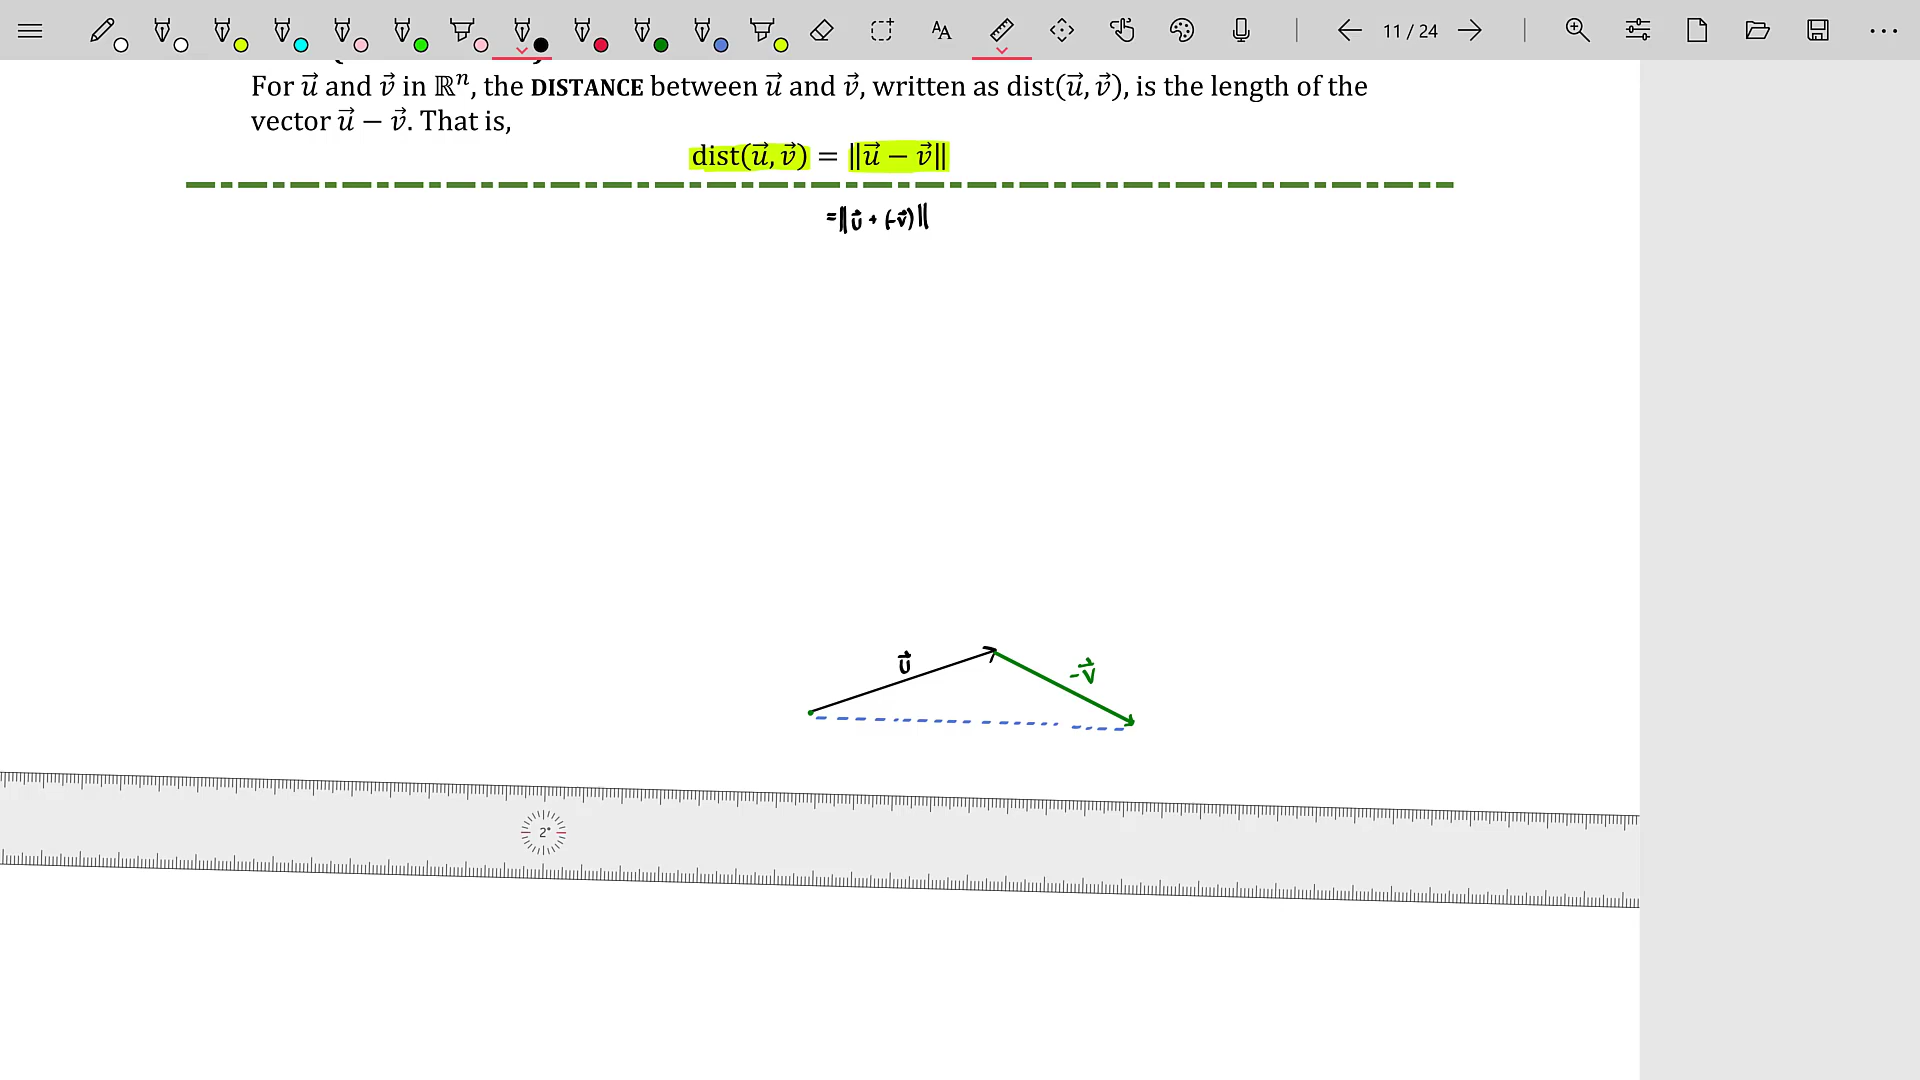 11 / 24
For u⃗ and v⃗ in ℝⁿ, the DISTANCE between u⃗ and v⃗, written as dist(u⃗, v⃗), is the length of the
vector u⃗ − v⃗. That is,
dist(u⃗, v⃗) = ‖u⃗ − v⃗‖
=‖u⃗ + (-v⃗)‖
u⃗
-v⃗
2°